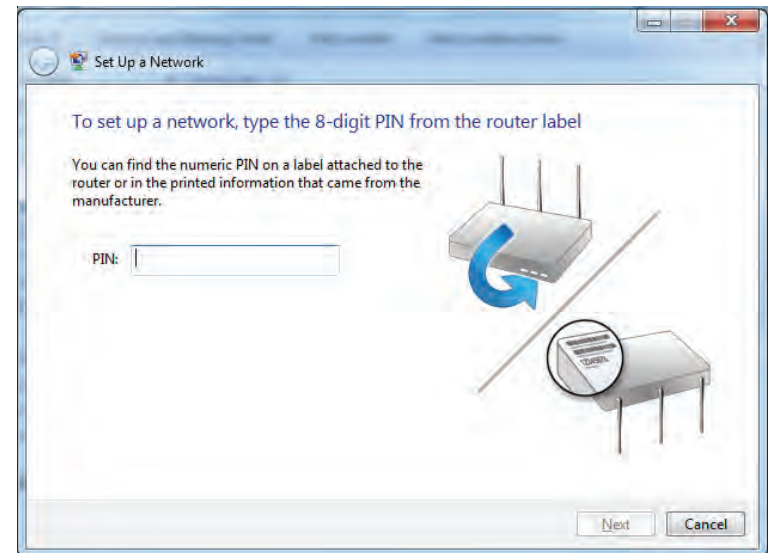 Set Up a Network
To set up a network, type the 8-digit PIN from the router label
You can find the numeric PIN on a label attached to the
router or in the printed information that came from the
manufacturer.
PIN:
Next
Cancel